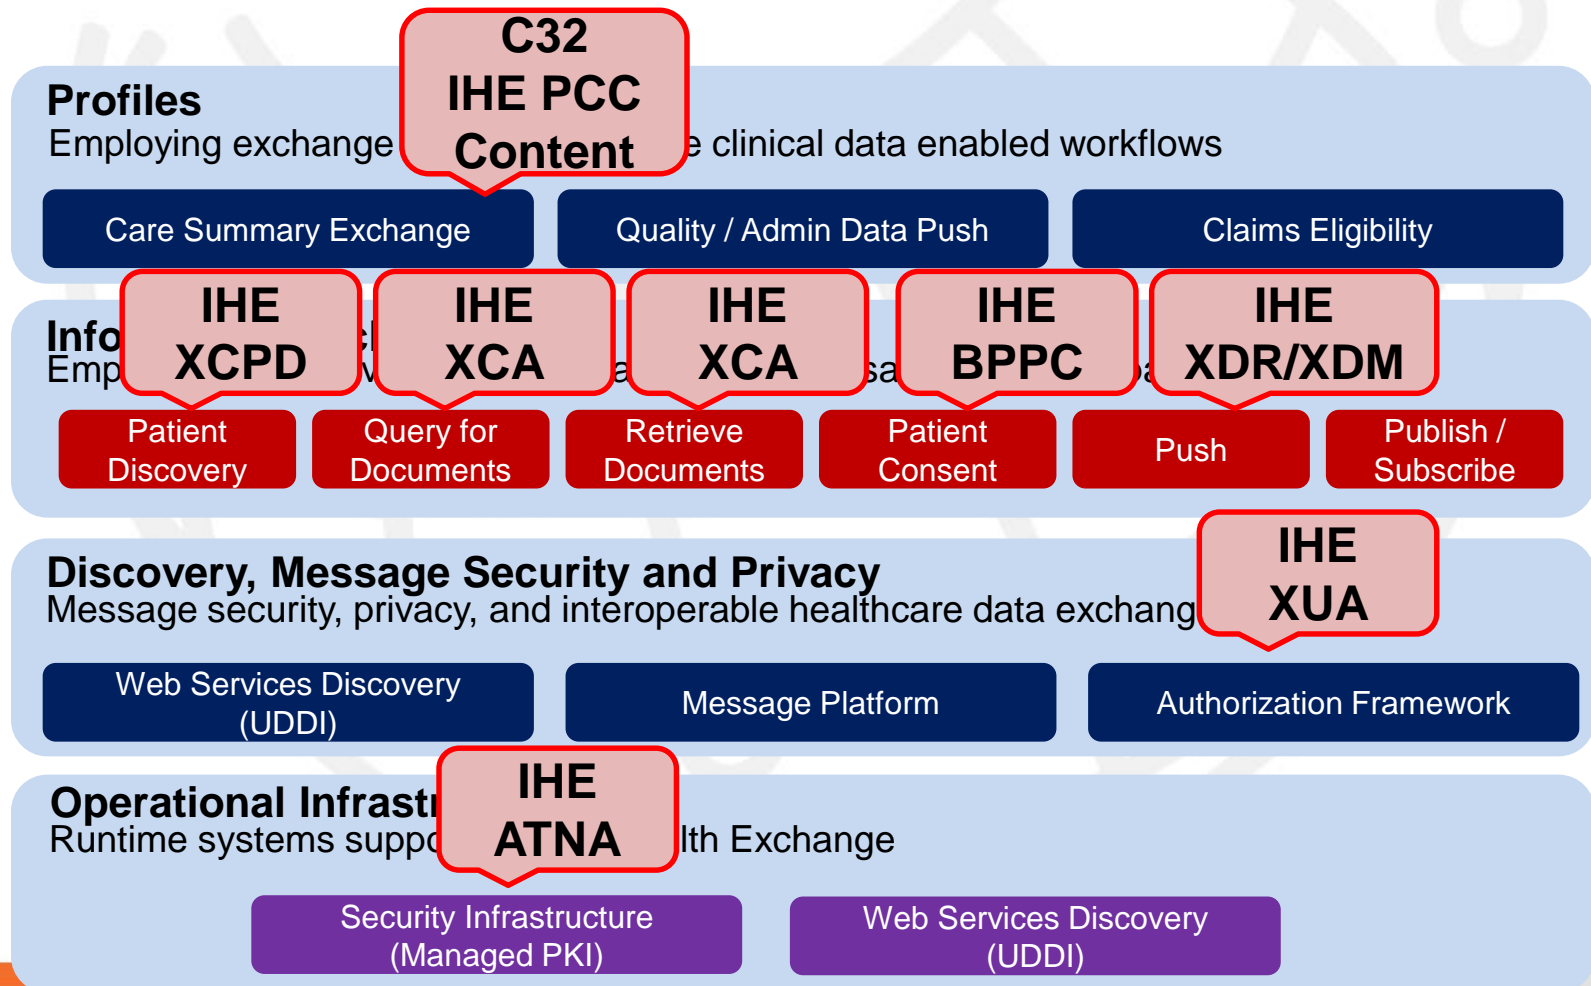 C32
IHE PCC
Content
Profiles
Employing exchange e clinical data enabled workflows
Care Summary Exchange
Quality / Admin Data Push
Claims Eligibility
IHE
XCPD
IHE
XCA
IHE
XCA
IHE
BPPC
IHE
XDR/XDM
Info
Emp
Patient
Discovery
Query for
Documents
Retrieve
Documents
Patient
Consent
Push
Publish /
Subscribe
IHE
XUA
Discovery, Message Security and Privacy
Message security, privacy, and interoperable healthcare data exchang
Web Services Discovery
(UDDI)
Message Platform
Authorization Framework
IHE
ATNA
Operational Infrastr
Runtime systems suppo lth Exchange
Security Infrastructure
(Managed PKI)
Web Services Discovery
(UDDI)